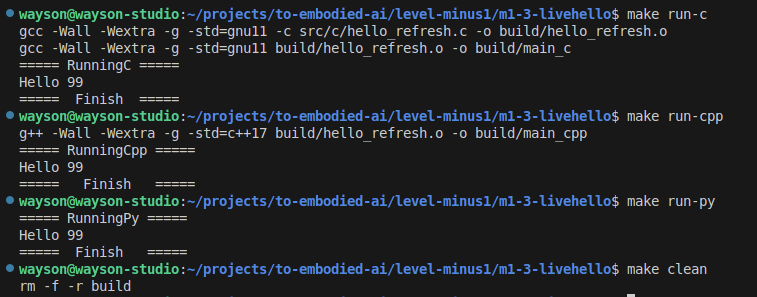 wayson@wayson-studio:~/projects/to-embodied-ai/level-minus1/m1-3-livehello$ make run-c
gcc -Wall -Wextra -g -std=gnu11 -c src/c/hello_refresh.c -o build/hello_refresh.o
gcc -Wall -Wextra -g -std=gnu11 build/hello_refresh.o -o build/main_c
===== RunningC =====
Hello 99
=====  Finish  =====
wayson@wayson-studio:~/projects/to-embodied-ai/level-minus1/m1-3-livehello$ make run-cpp
g++ -Wall -Wextra -g -std=c++17 build/hello_refresh.o -o build/main_cpp
===== RunningCpp =====
Hello 99
=====   Finish   =====
wayson@wayson-studio:~/projects/to-embodied-ai/level-minus1/m1-3-livehello$ make run-py
===== RunningPy =====
Hello 99
=====  Finish   =====
wayson@wayson-studio:~/projects/to-embodied-ai/level-minus1/m1-3-livehello$ make clean
rm -f -r build